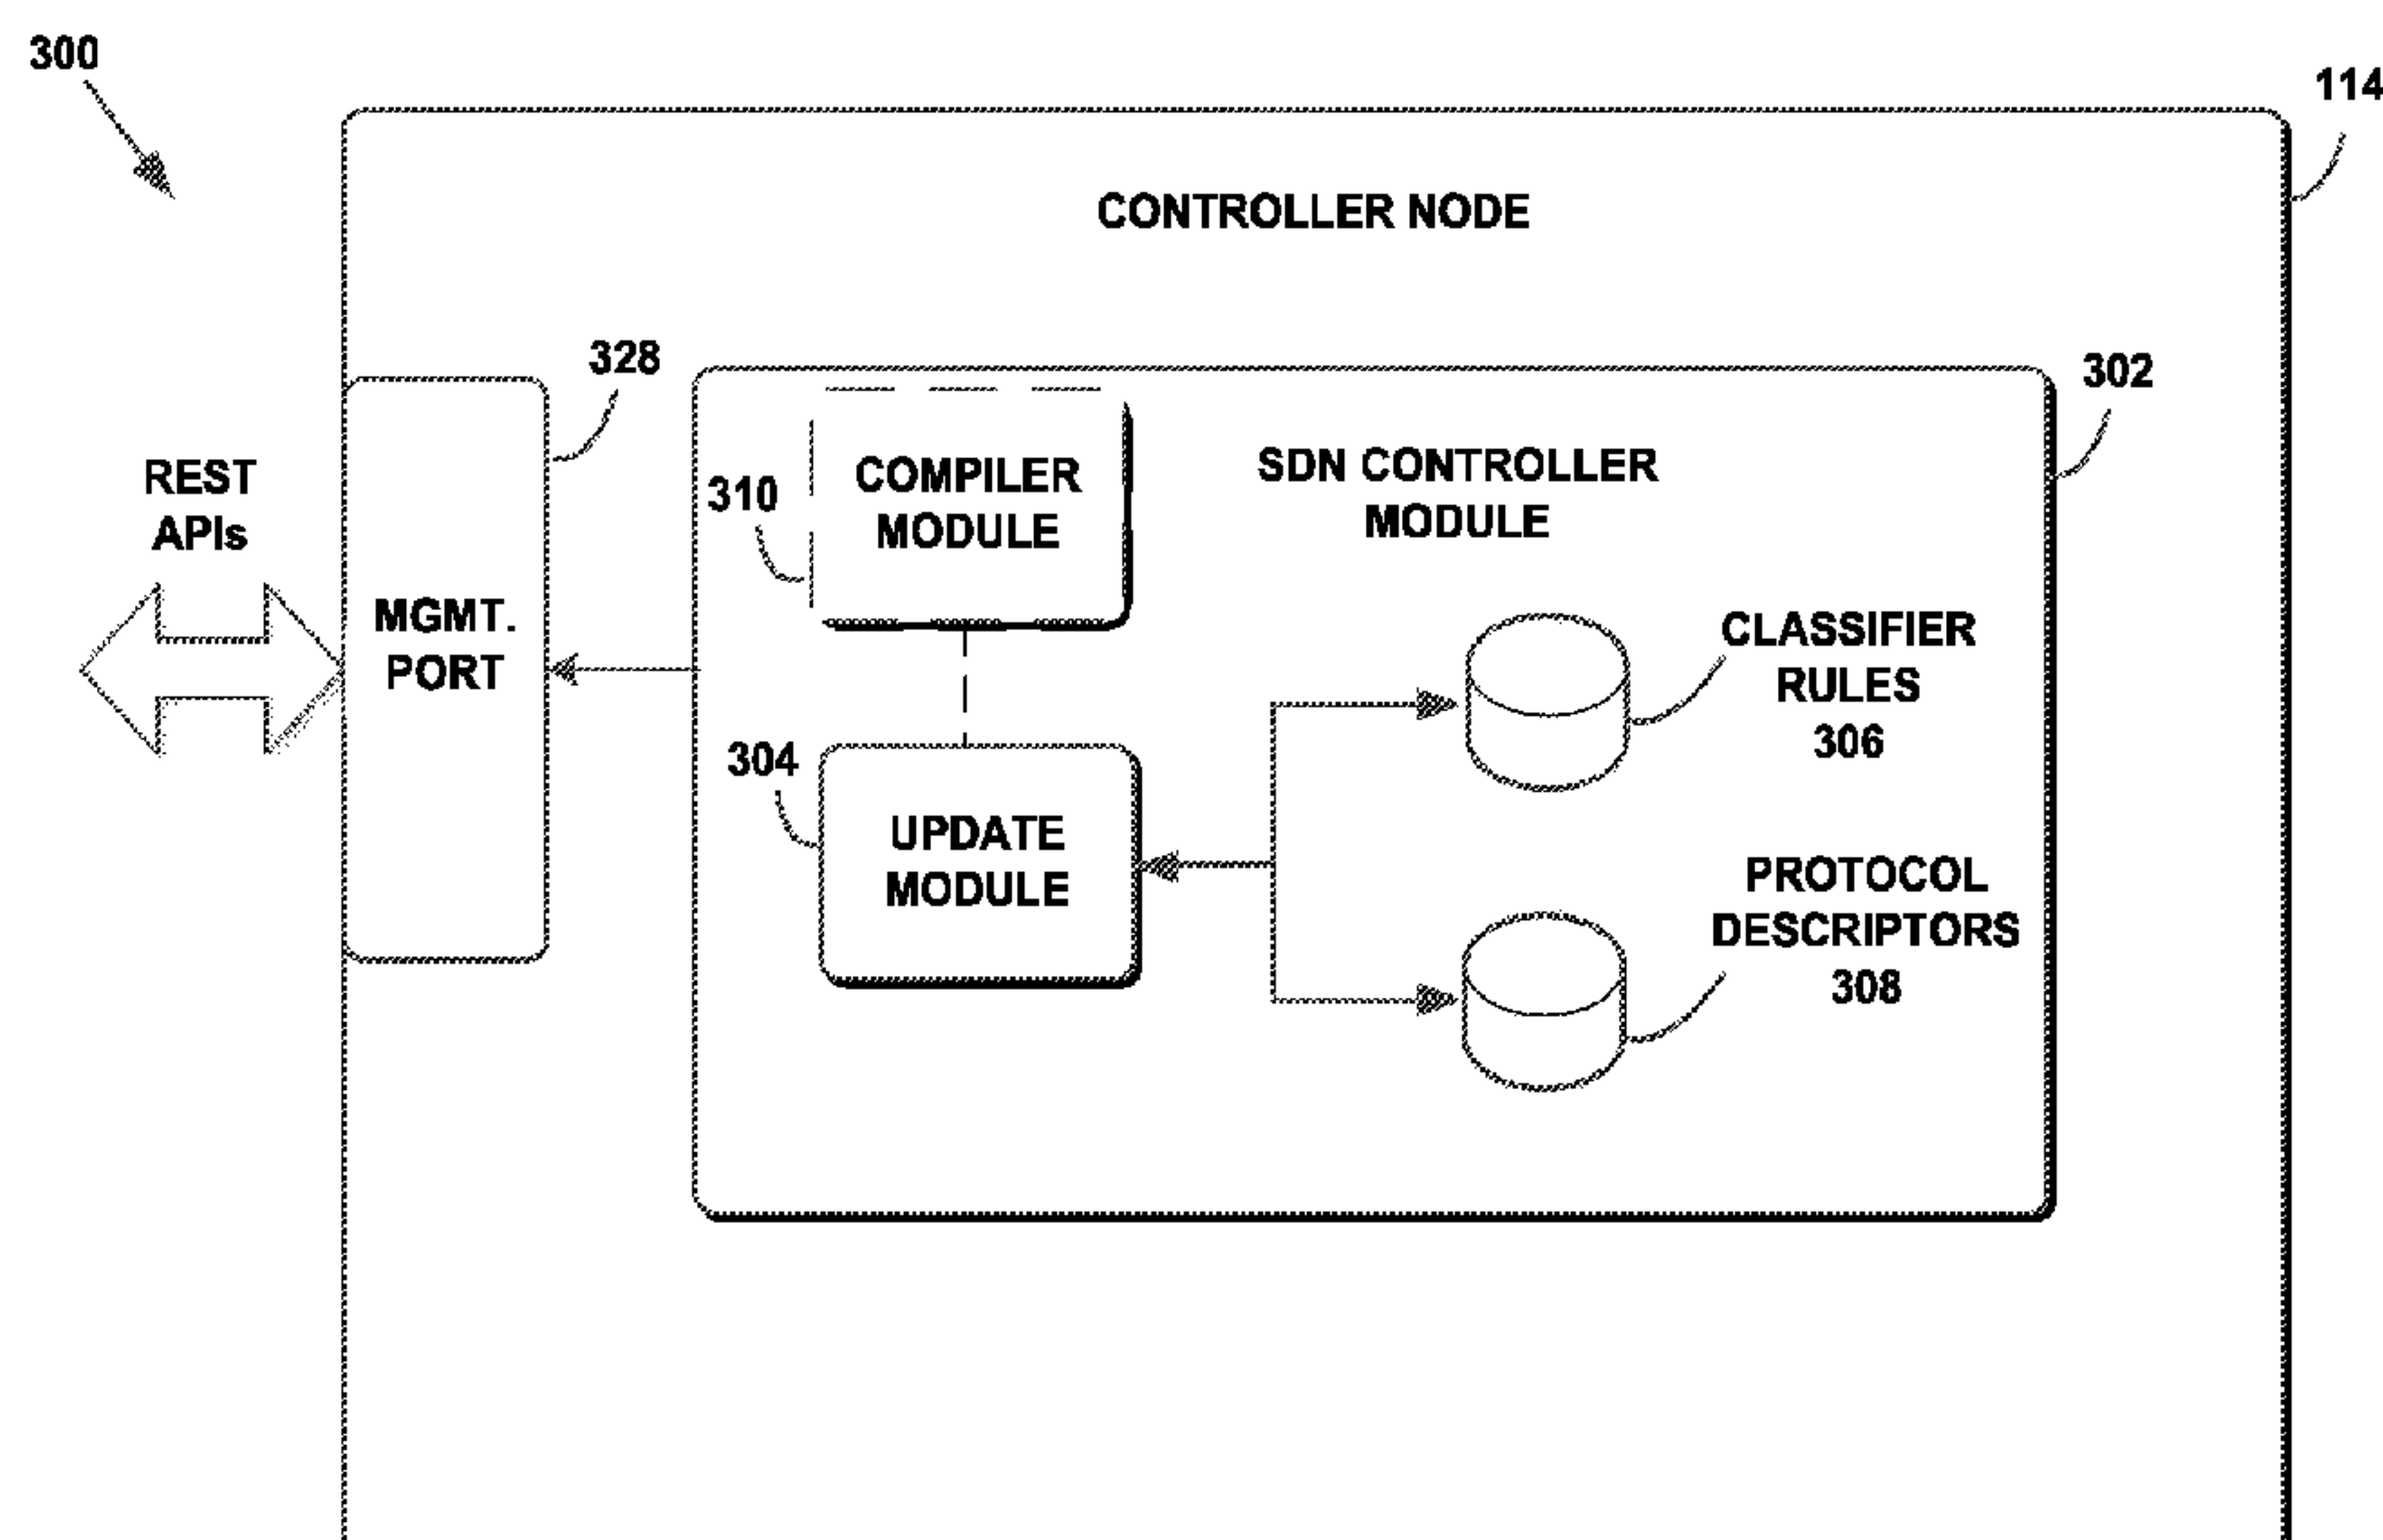 300
114
CONTROLLER NODE
328
302
REST
APIs
MGMT.
PORT
310
COMPILER
MODULE
SDN CONTROLLER
MODULE
CLASSIFIER
RULES
306
304
UPDATE
MODULE
PROTOCOL
DESCRIPTORS
308